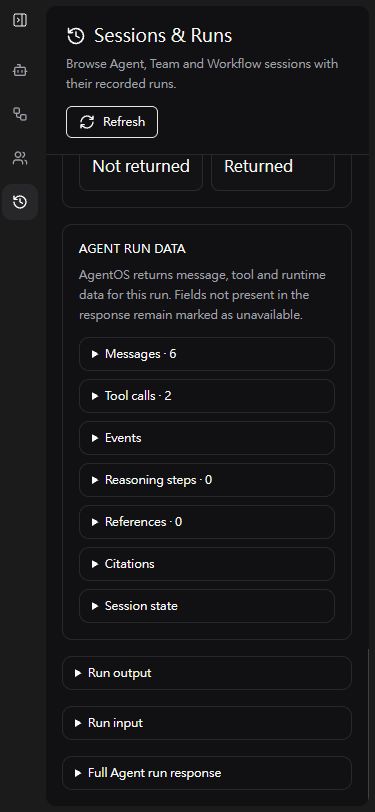 Sessions & Runs
Browse Agent, Team and Workflow sessions with
their recorded runs.
Refresh
Not returned
Returned
AGENT RUN DATA
AgentOS returns message, tool and runtime
data for this run. Fields not present in the
response remain marked as unavailable.
Messages · 6
Tool calls · 2
Events
Reasoning steps · 0
References · 0
Citations
Session state
Run output
Run input
Full Agent run response